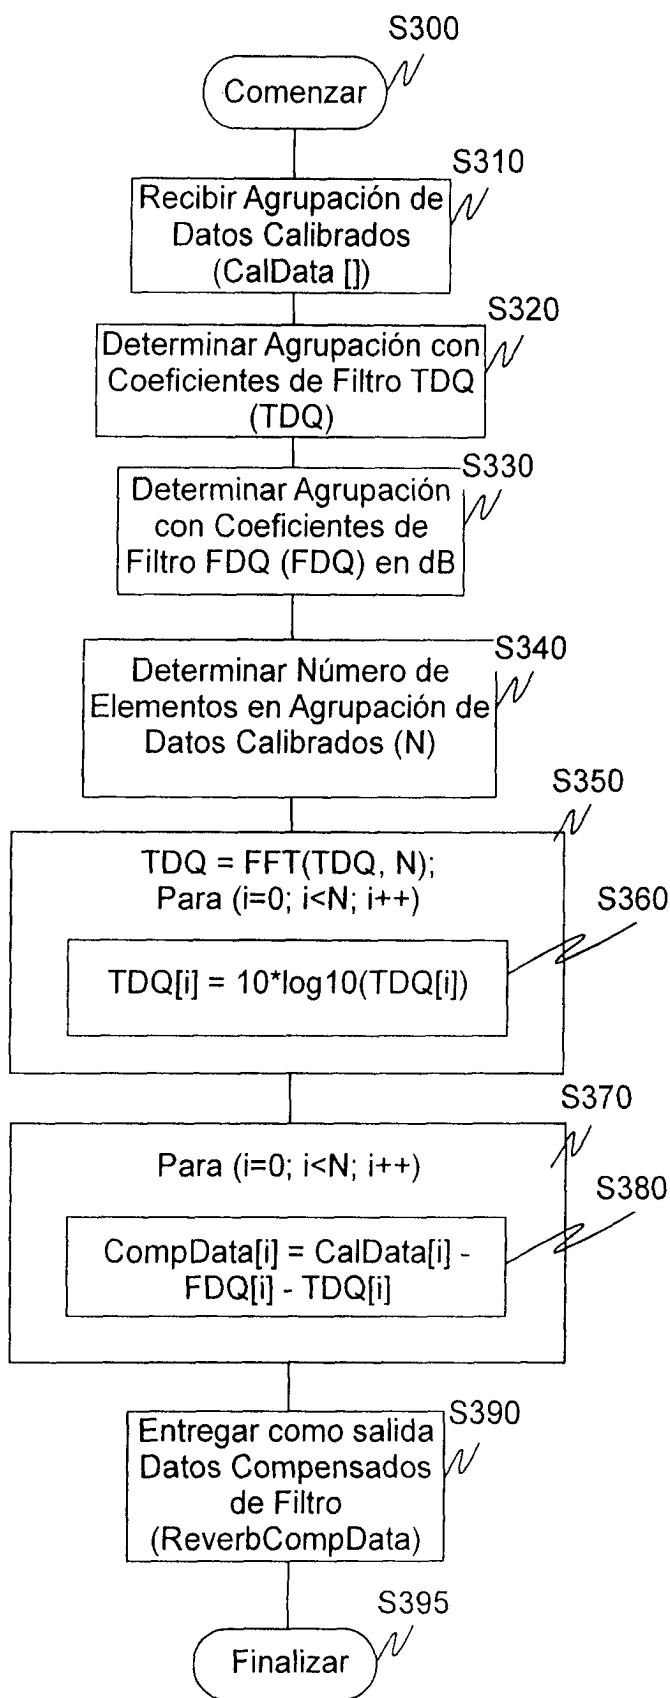 S300
Comenzar
S310
Recibir Agrupación de
Datos Calibrados
(CalData [])
S320
Determinar Agrupación con
Coeficientes de Filtro TDQ
(TDQ)
S330
Determinar Agrupación
con Coeficientes de
Filtro FDQ (FDQ) en dB
S340
Determinar Número de
Elementos en Agrupación de
Datos Calibrados (N)
S350
TDQ = FFT(TDQ, N);
Para (i=0; i<N; i++)
S360
TDQ[i] = 10*log10(TDQ[i])
S370
Para (i=0; i<N; i++)
S380
CompData[i] = CalData[i] -
FDQ[i] - TDQ[i]
S390
Entregar como salida
Datos Compensados
de Filtro
(ReverbCompData)
S395
Finalizar